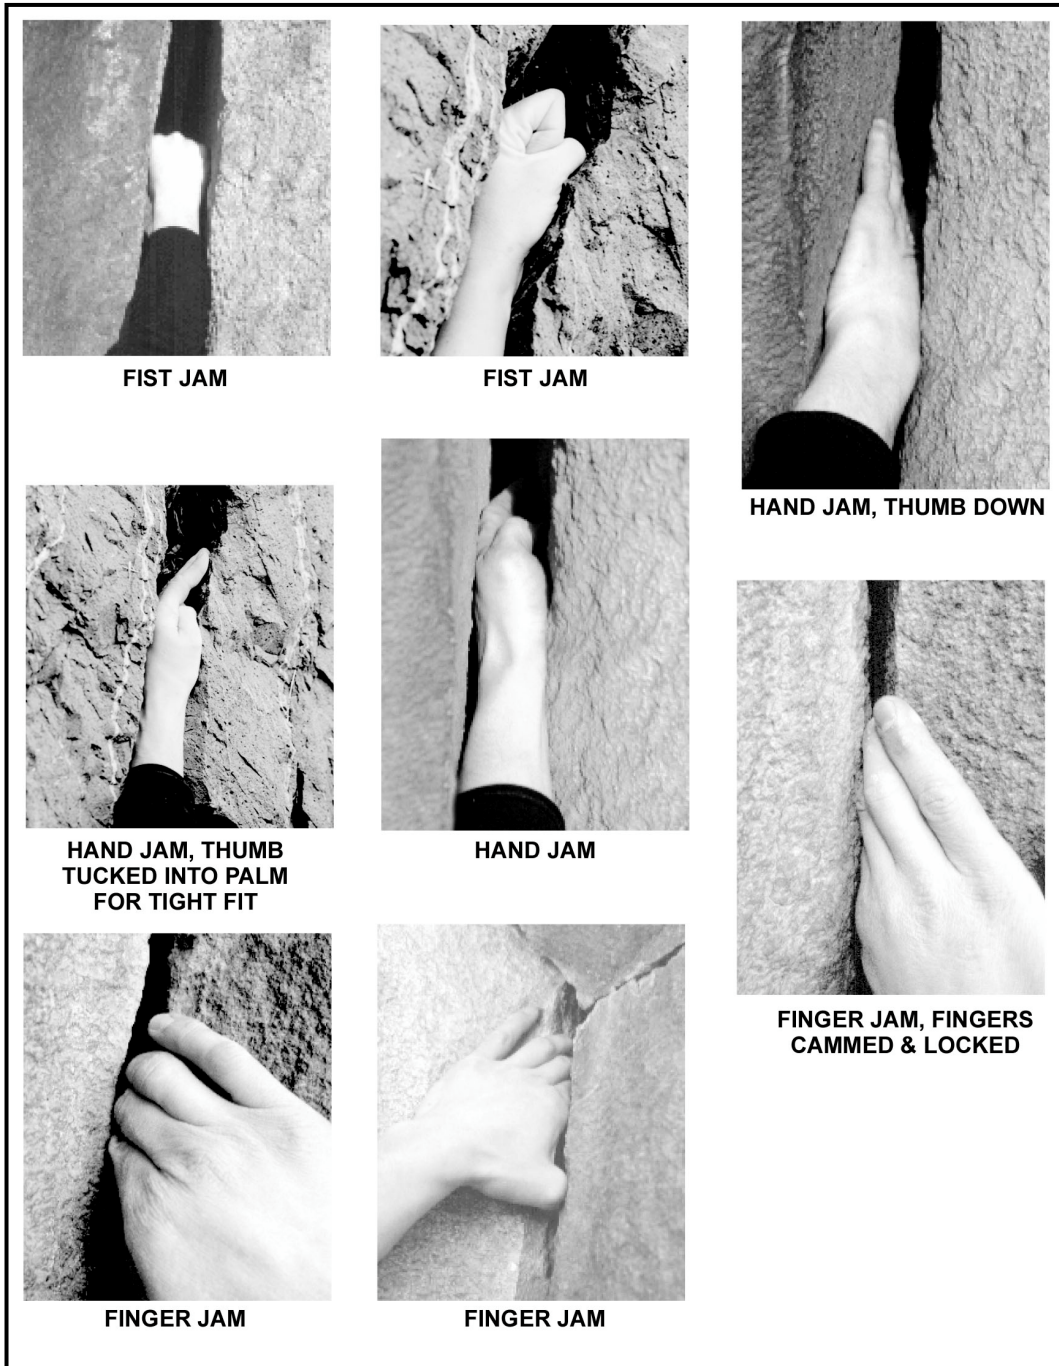 FIST JAM
FIST JAM
HAND JAM, THUMB DOWN
HAND JAM, THUMB
TUCKED INTO PALM
FOR TIGHT FIT
HAND JAM
FINGER JAM, FINGERS
CAMMED & LOCKED
FINGER JAM
FINGER JAM